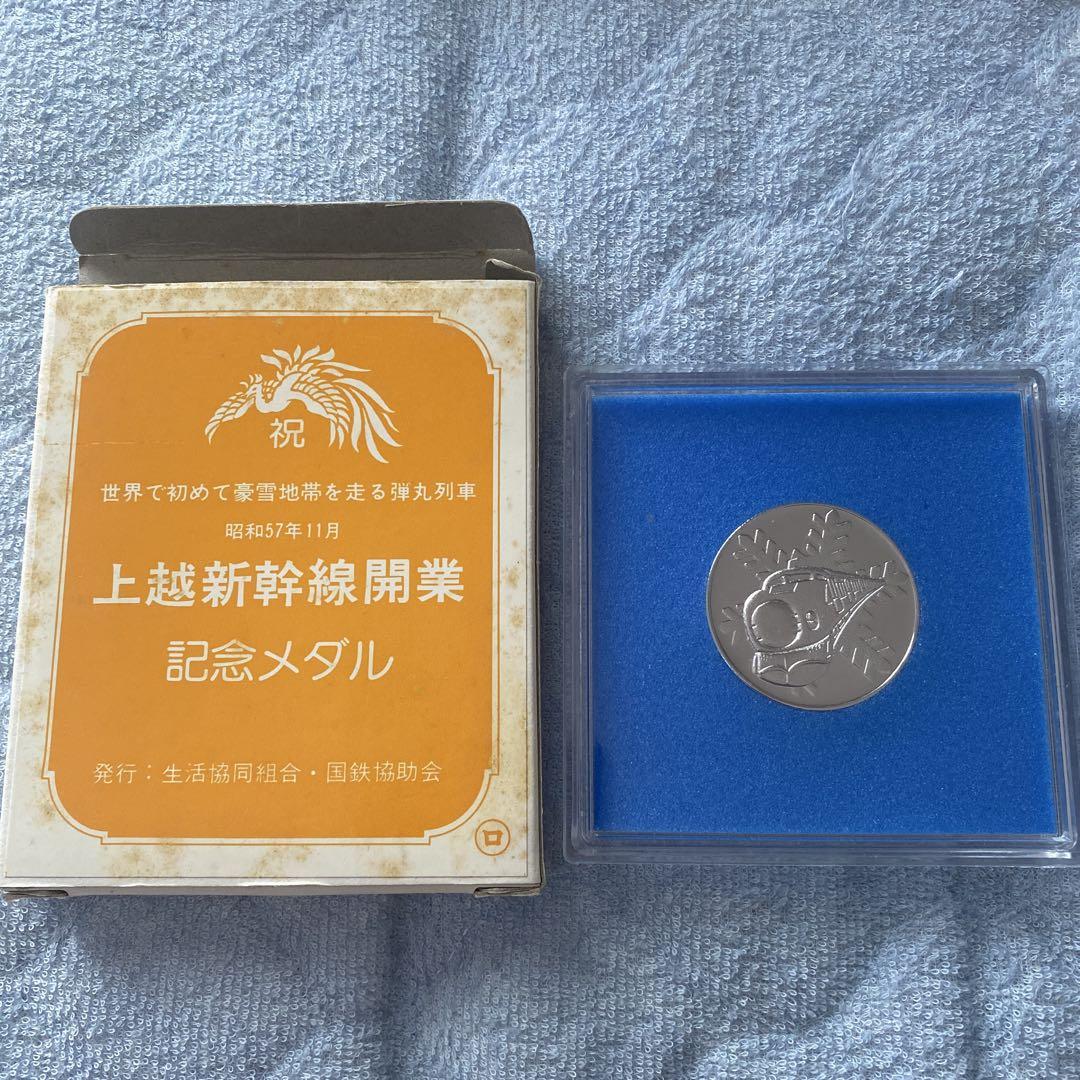 祝
世界で初めて豪雪地帯を走る弾丸列車
昭和57年11月
上越新幹線開業
記念メダル
発行：生活協同組合・国鉄協助会
ロ
9